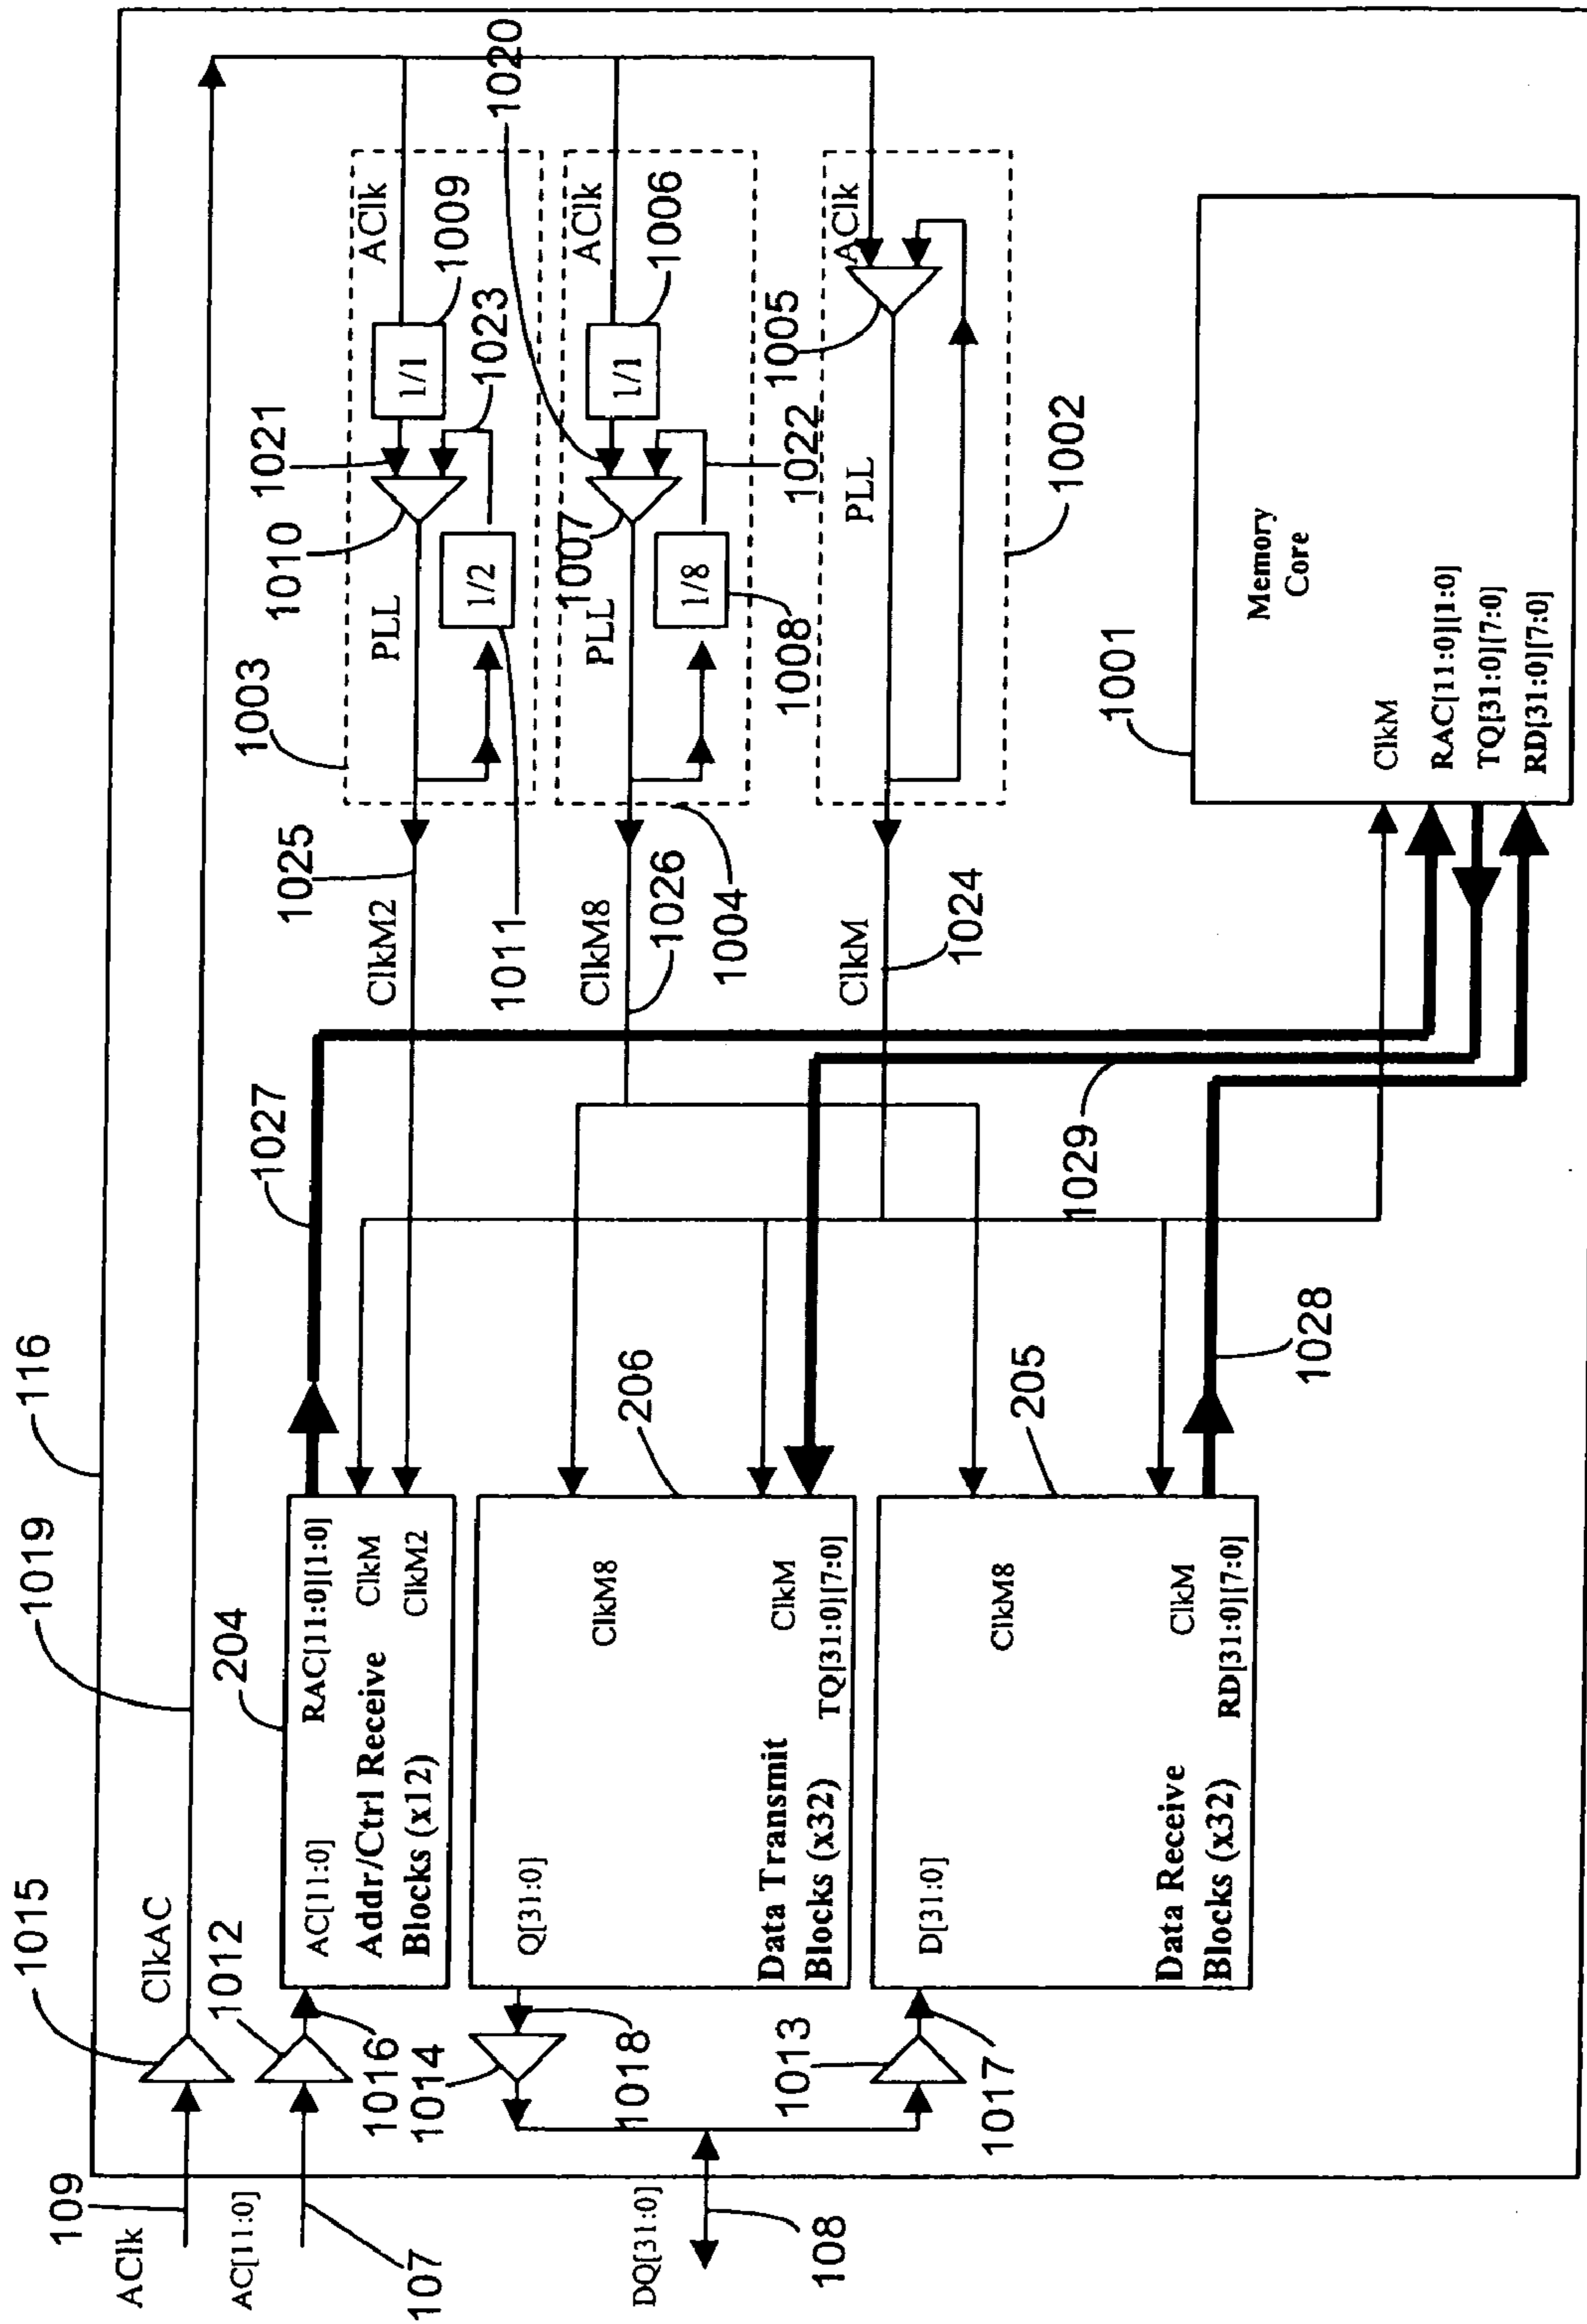 116
1019
1015
ClkAC
109
AClk
1012
AC[11:0]
107
1016
204
AC[11:0]
RAC[11:0][1:0]
Addr/Ctrl Receive
Blocks (x12)
ClkM
ClkM2
1014
1018
Q[31:0]
206
ClkM8
Data Transmit
Blocks (x32)
ClkM
TQ[31:0][7:0]
DQ[31:0]
108
1013
1017
D[31:0]
205
ClkM8
Data Receive
Blocks (x32)
ClkM
RD[31:0][7:0]
1027
1028
1029
ClkM2
1025
1003
PLL
1010
1021
1/1
AClk
1009
1023
1/2
1011
ClkM8
1026
1004
PLL
1007
1020
1/1
AClk
1006
1022
1/8
1008
ClkM
1024
PLL
1005
AClk
1002
1001
Memory
Core
ClkM
RAC[11:0][1:0]
TQ[31:0][7:0]
RD[31:0][7:0]